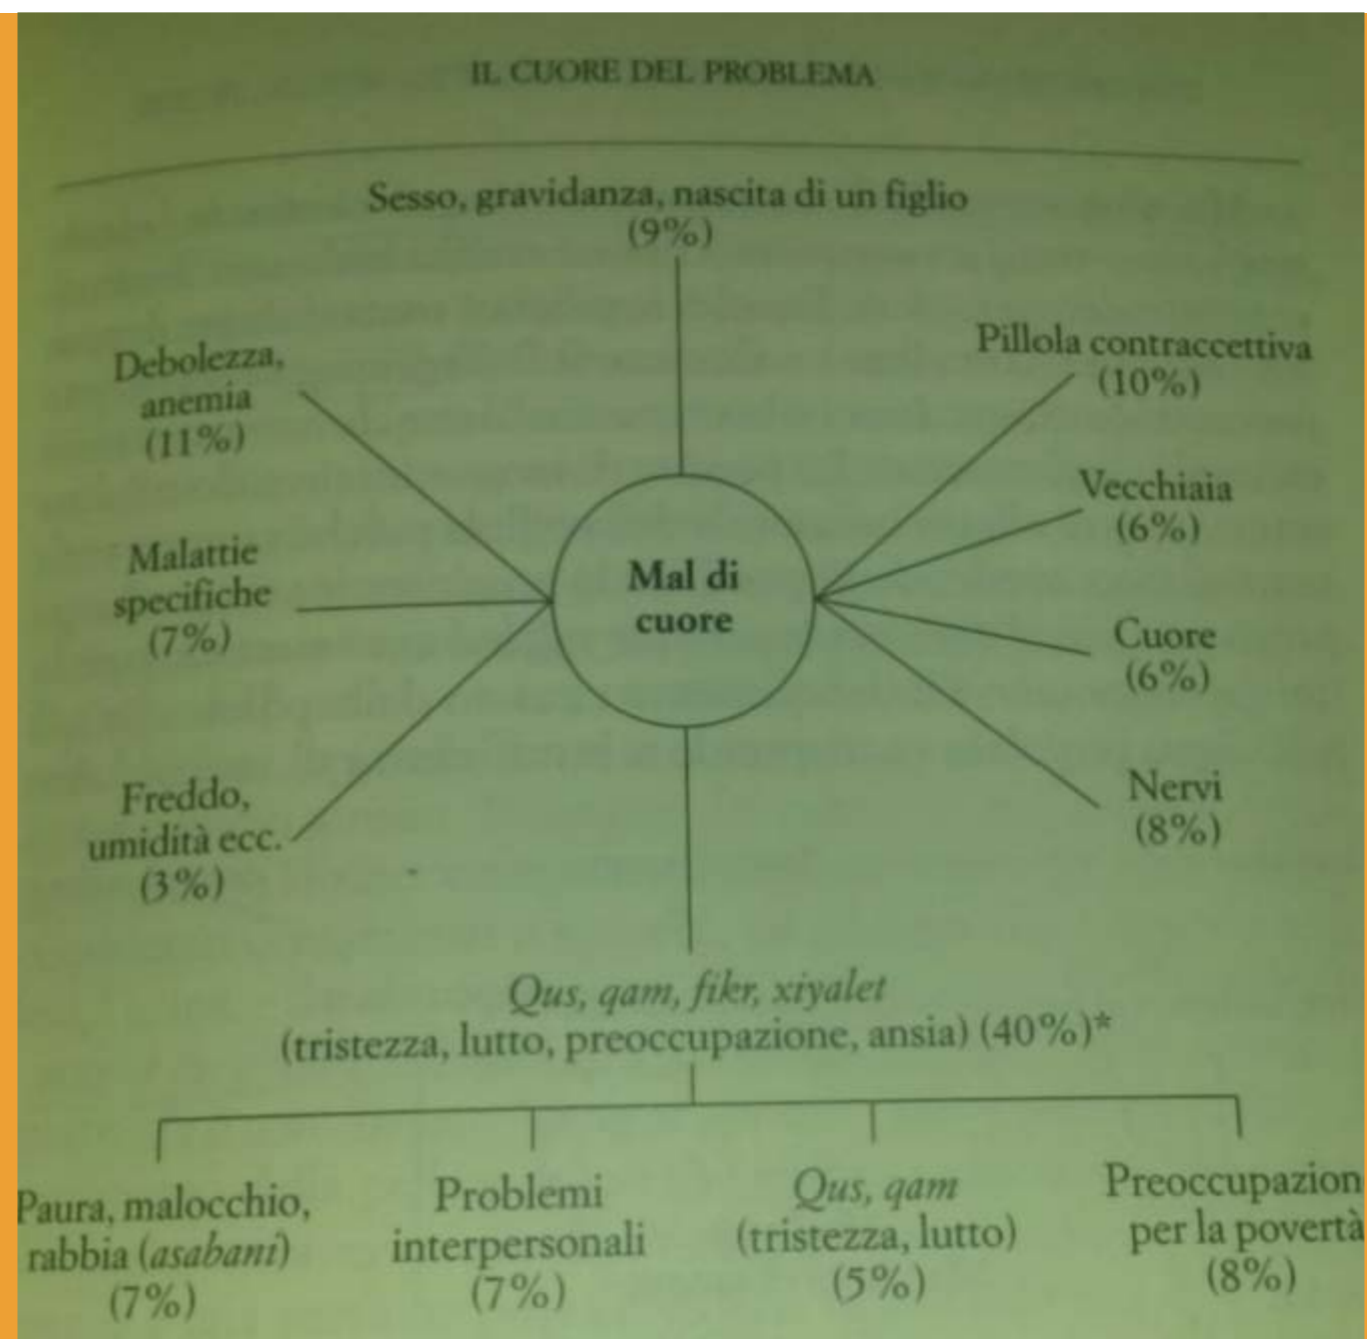 IL CUORE DEL PROBLEMA
Sesso, gravidanza, nascita di un figlio
(9%)
Debolezza,
anemia
(11%)
Pillola contraccettiva
(10%)
Vecchiaia
(6%)
Malattie
specifiche
(7%)
Mal di
cuore
Cuore
(6%)
Freddo,
umidità ecc.
(3%)
Nervi
(8%)
Qus, qam, fikr, xiyalet
(tristezza, lutto, preoccupazione, ansia) (40%)*
Paura, malocchio,
rabbia (asabani)
(7%)
Problemi
interpersonali
(7%)
Qus, qam
(tristezza, lutto)
(5%)
Preoccupazion
per la povertà
(8%)